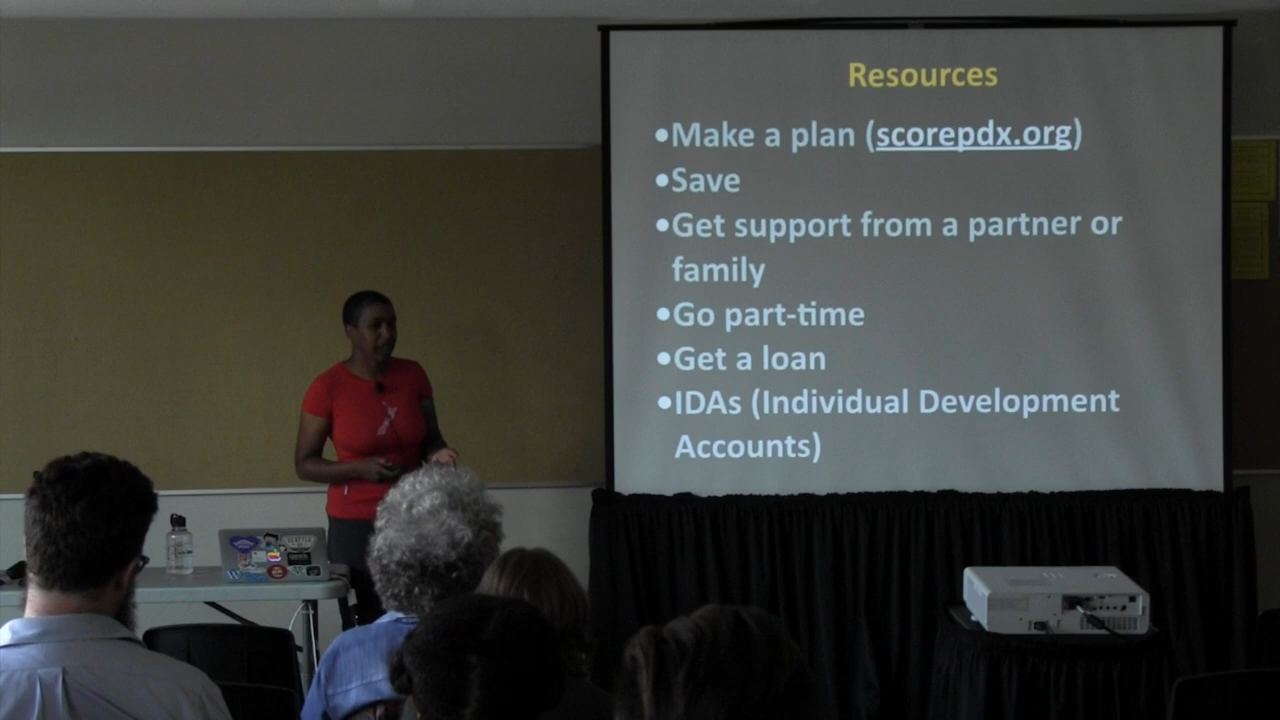 Resources
•Make a plan (scorepdx.org)
•Save
•Get support from a partner or
family
•Go part-time
•Get a loan
•IDAs (Individual Development
Accounts)